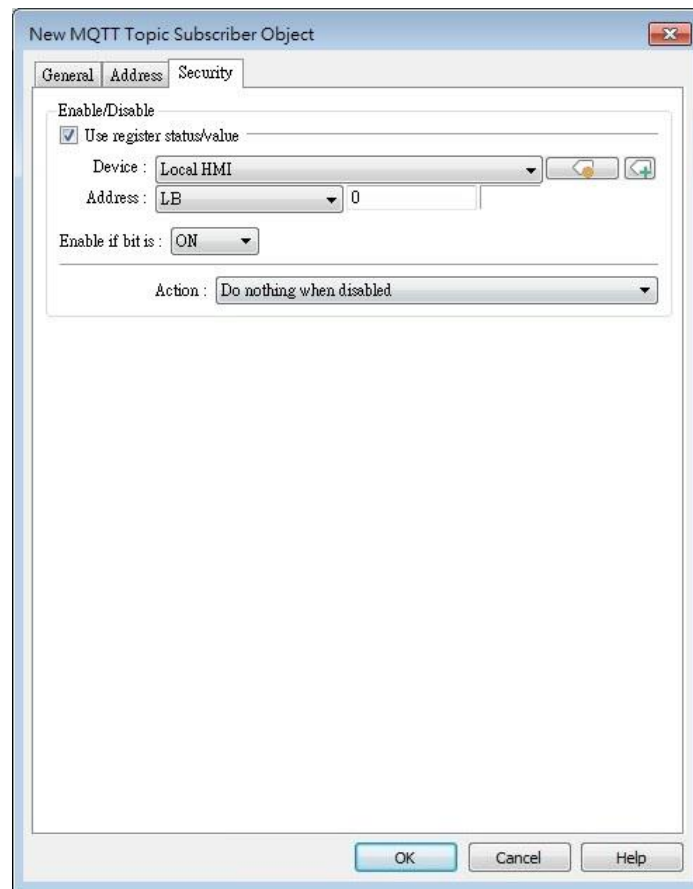 New MQTT Topic Subscriber Object
General Address Security
Enable/Disable
Use register status/value
Device : Local HMI
Address : LB 0
Enable if bit is : ON
Action : Do nothing when disabled
OK Cancel Help